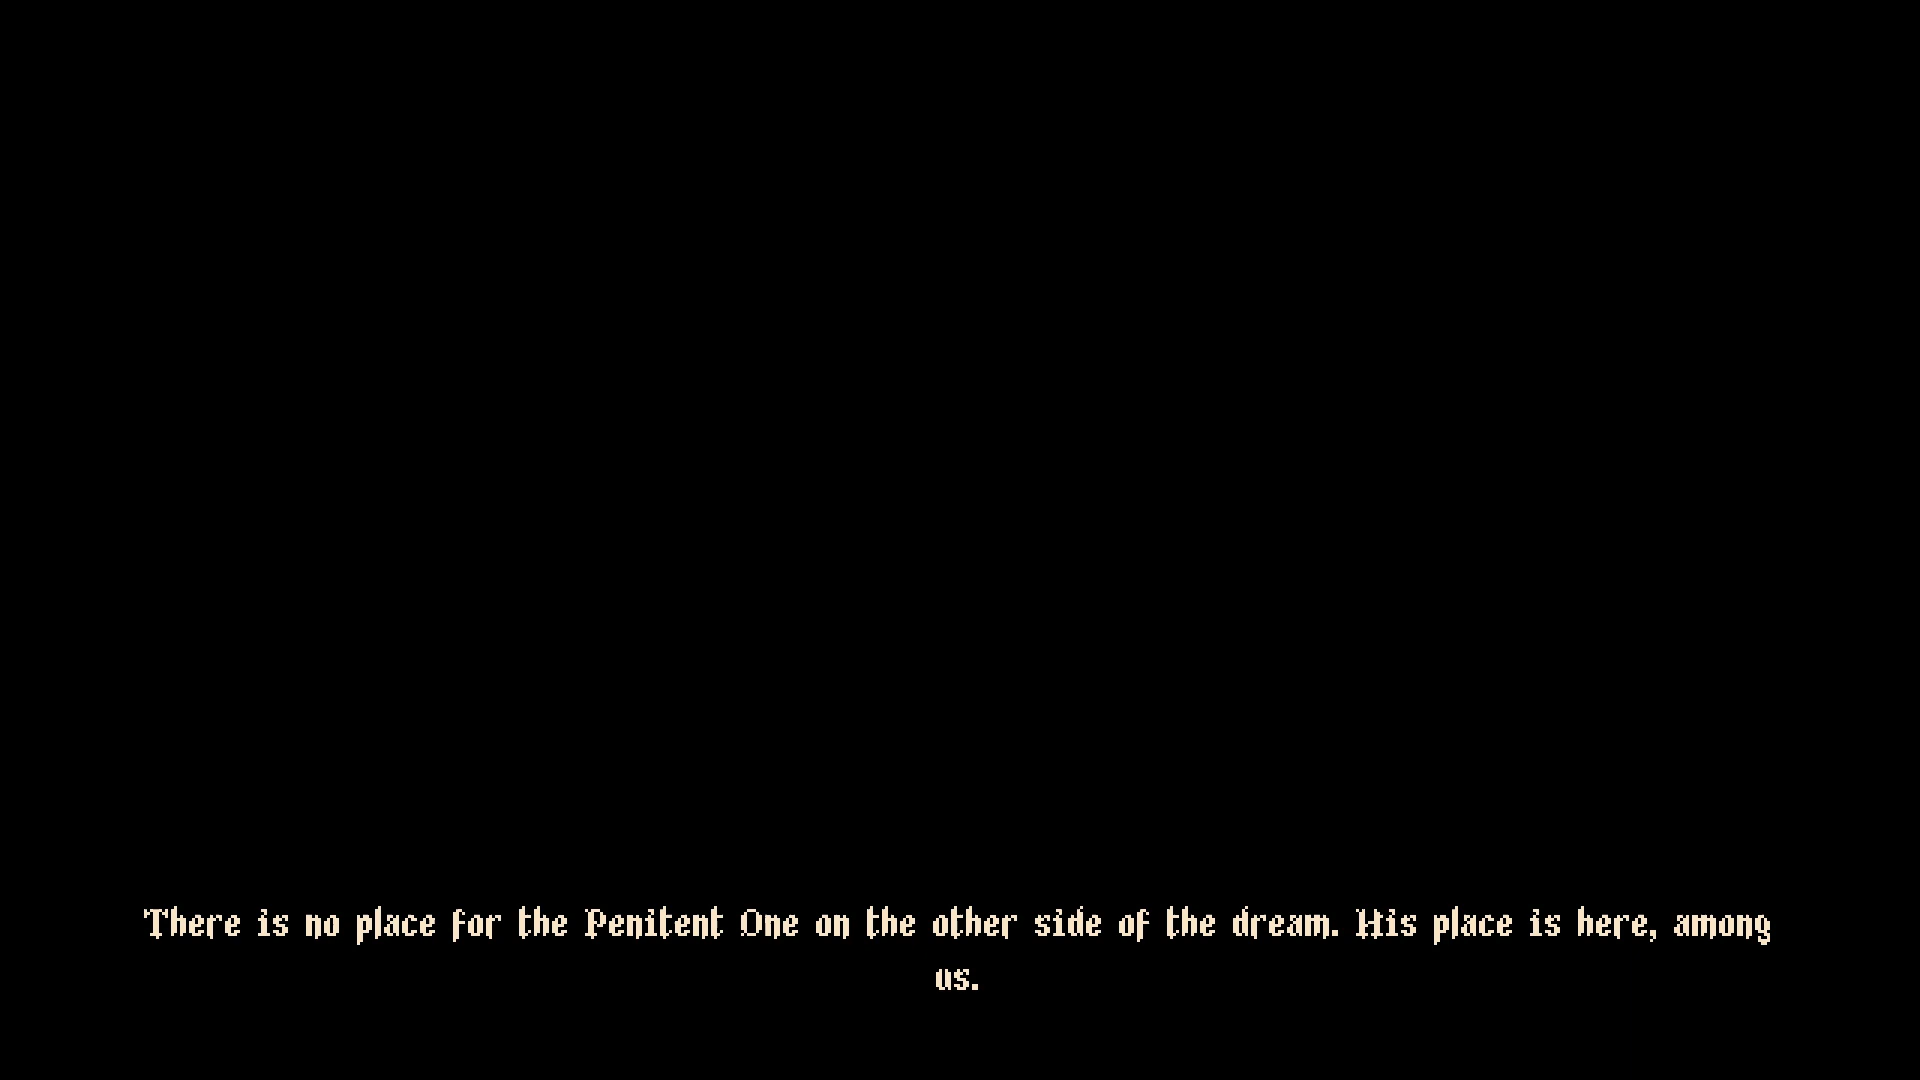 There is no place for the Penitent One on the other side of the dream. His place is here, among
us.